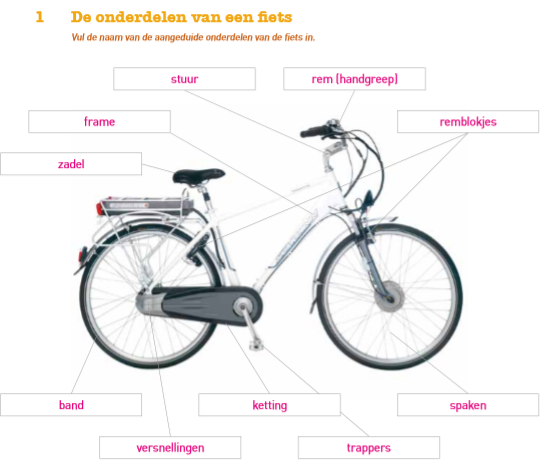 1 De onderdelen van een fiets
Vul de naam van de aangeduide onderdelen van de fiets in.
stuur
rem (handgreep)
frame
remblokjes
zadel
band
ketting
spaken
versnellingen
trappers